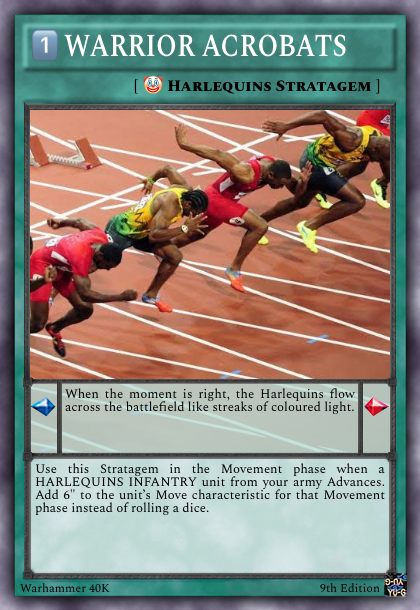 1 WARRIOR ACROBATS
[ 🤡 HARLEQUINS STRATAGEM ]
When the moment is right, the Harlequins flow
across the battlefield like streaks of coloured light.
Use this Stratagem in the Movement phase when a
HARLEQUINS INFANTRY unit from your army Advances.
Add 6" to the unit's Move characteristic for that Movement
phase instead of rolling a dice.
Warhammer 40K
9th Edition